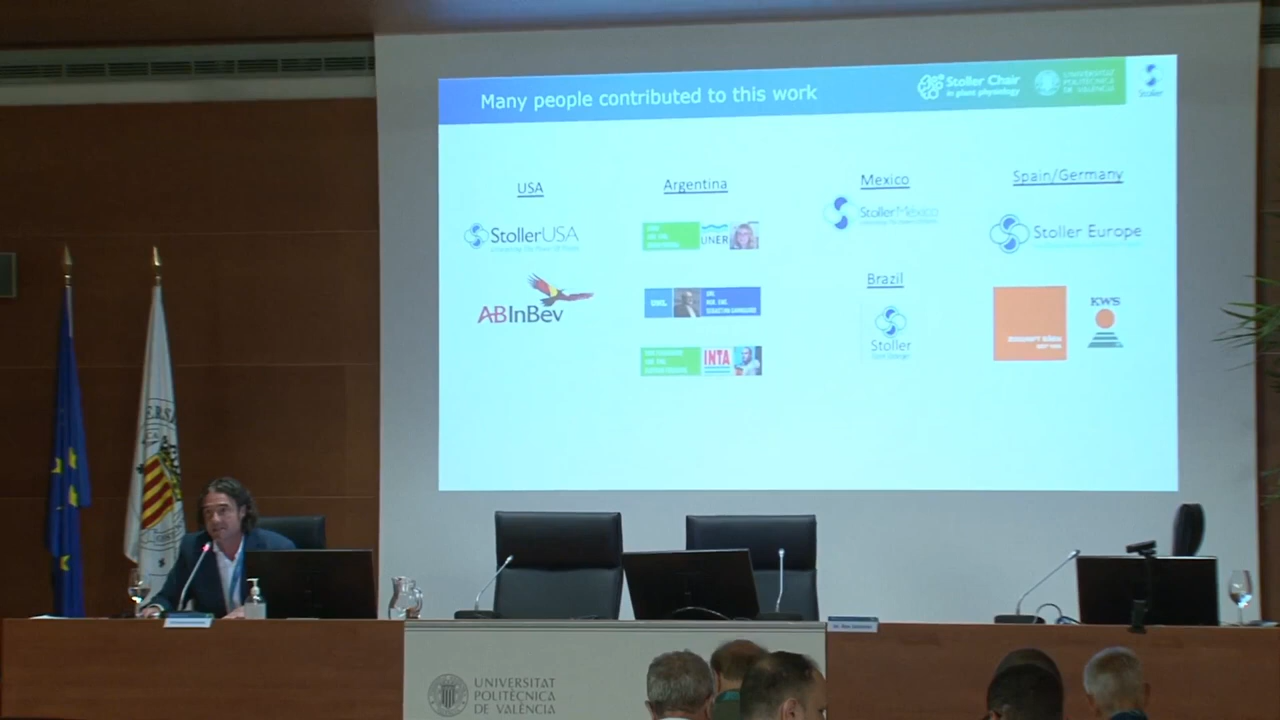 Many people contributed to this work
Stoller Chair
in plant physiology
UNIVERSITAT
POLITÈCNICA
DE VALÈNCIA
Stoller
USA
Argentina
Mexico
Spain/Germany
StollerUSA
UNER
StollerMéxico
Stoller Europe
ABInBev
Brazil
INTA
Stoller
KWS
UNIVERSITAT
POLITÈCNICA
DE VALÈNCIA